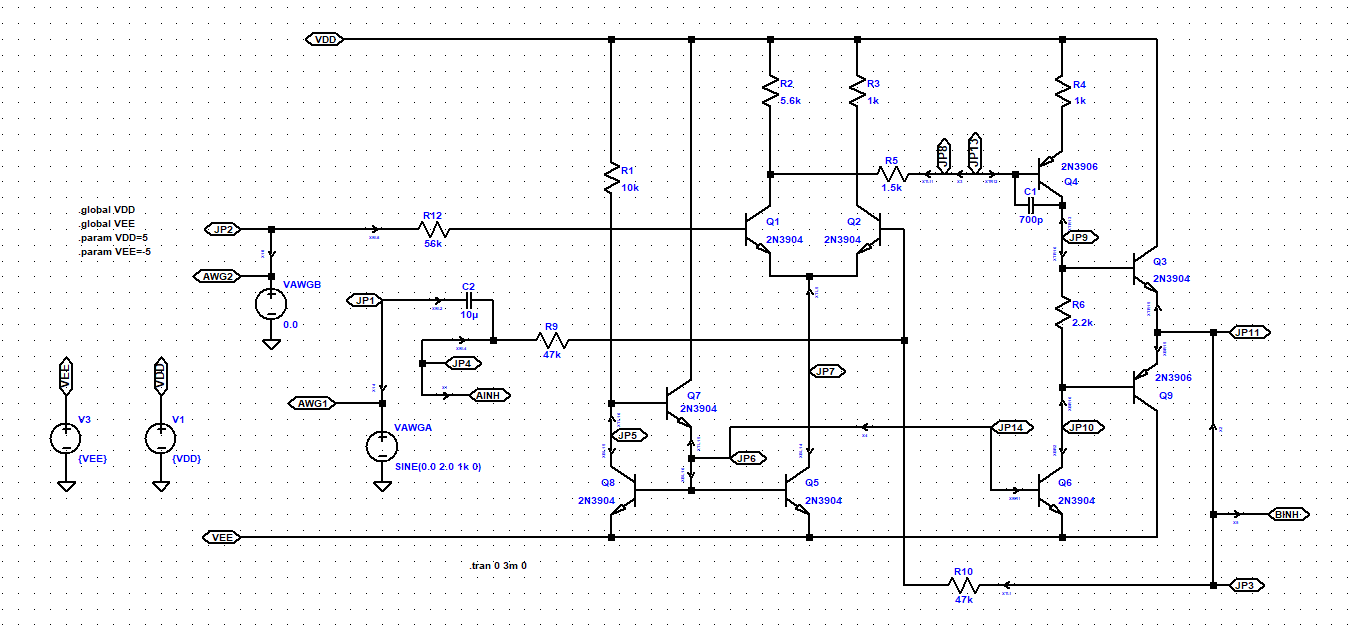 VDD
R2
5.6k
R3
1k
R4
1k
JP8
JP13
2N3906
Q4
R5
1.5k
R1
10k
C1
700p
.global VDD
.global VEE
.param VDD=5
.param VEE=-5
JP2
R12
56k
Q1
2N3904
Q2
2N3904
JP9
AWG2
VAWGB
0.0
Q3
2N3904
JP1
C2
10µ
R6
2.2k
R9
47k
JP11
JP4
JP7
VEE
VDD
2N3906
Q9
AINH
AWG1
Q7
2N3904
V3
{VEE}
V1
{VDD}
VAWGA
SINE(0.0 2.0 1k 0)
JP5
JP14
JP10
JP6
Q8
2N3904
Q5
2N3904
Q6
2N3904
BINH
VEE
.tran 0 3m 0
R10
47k
JP3